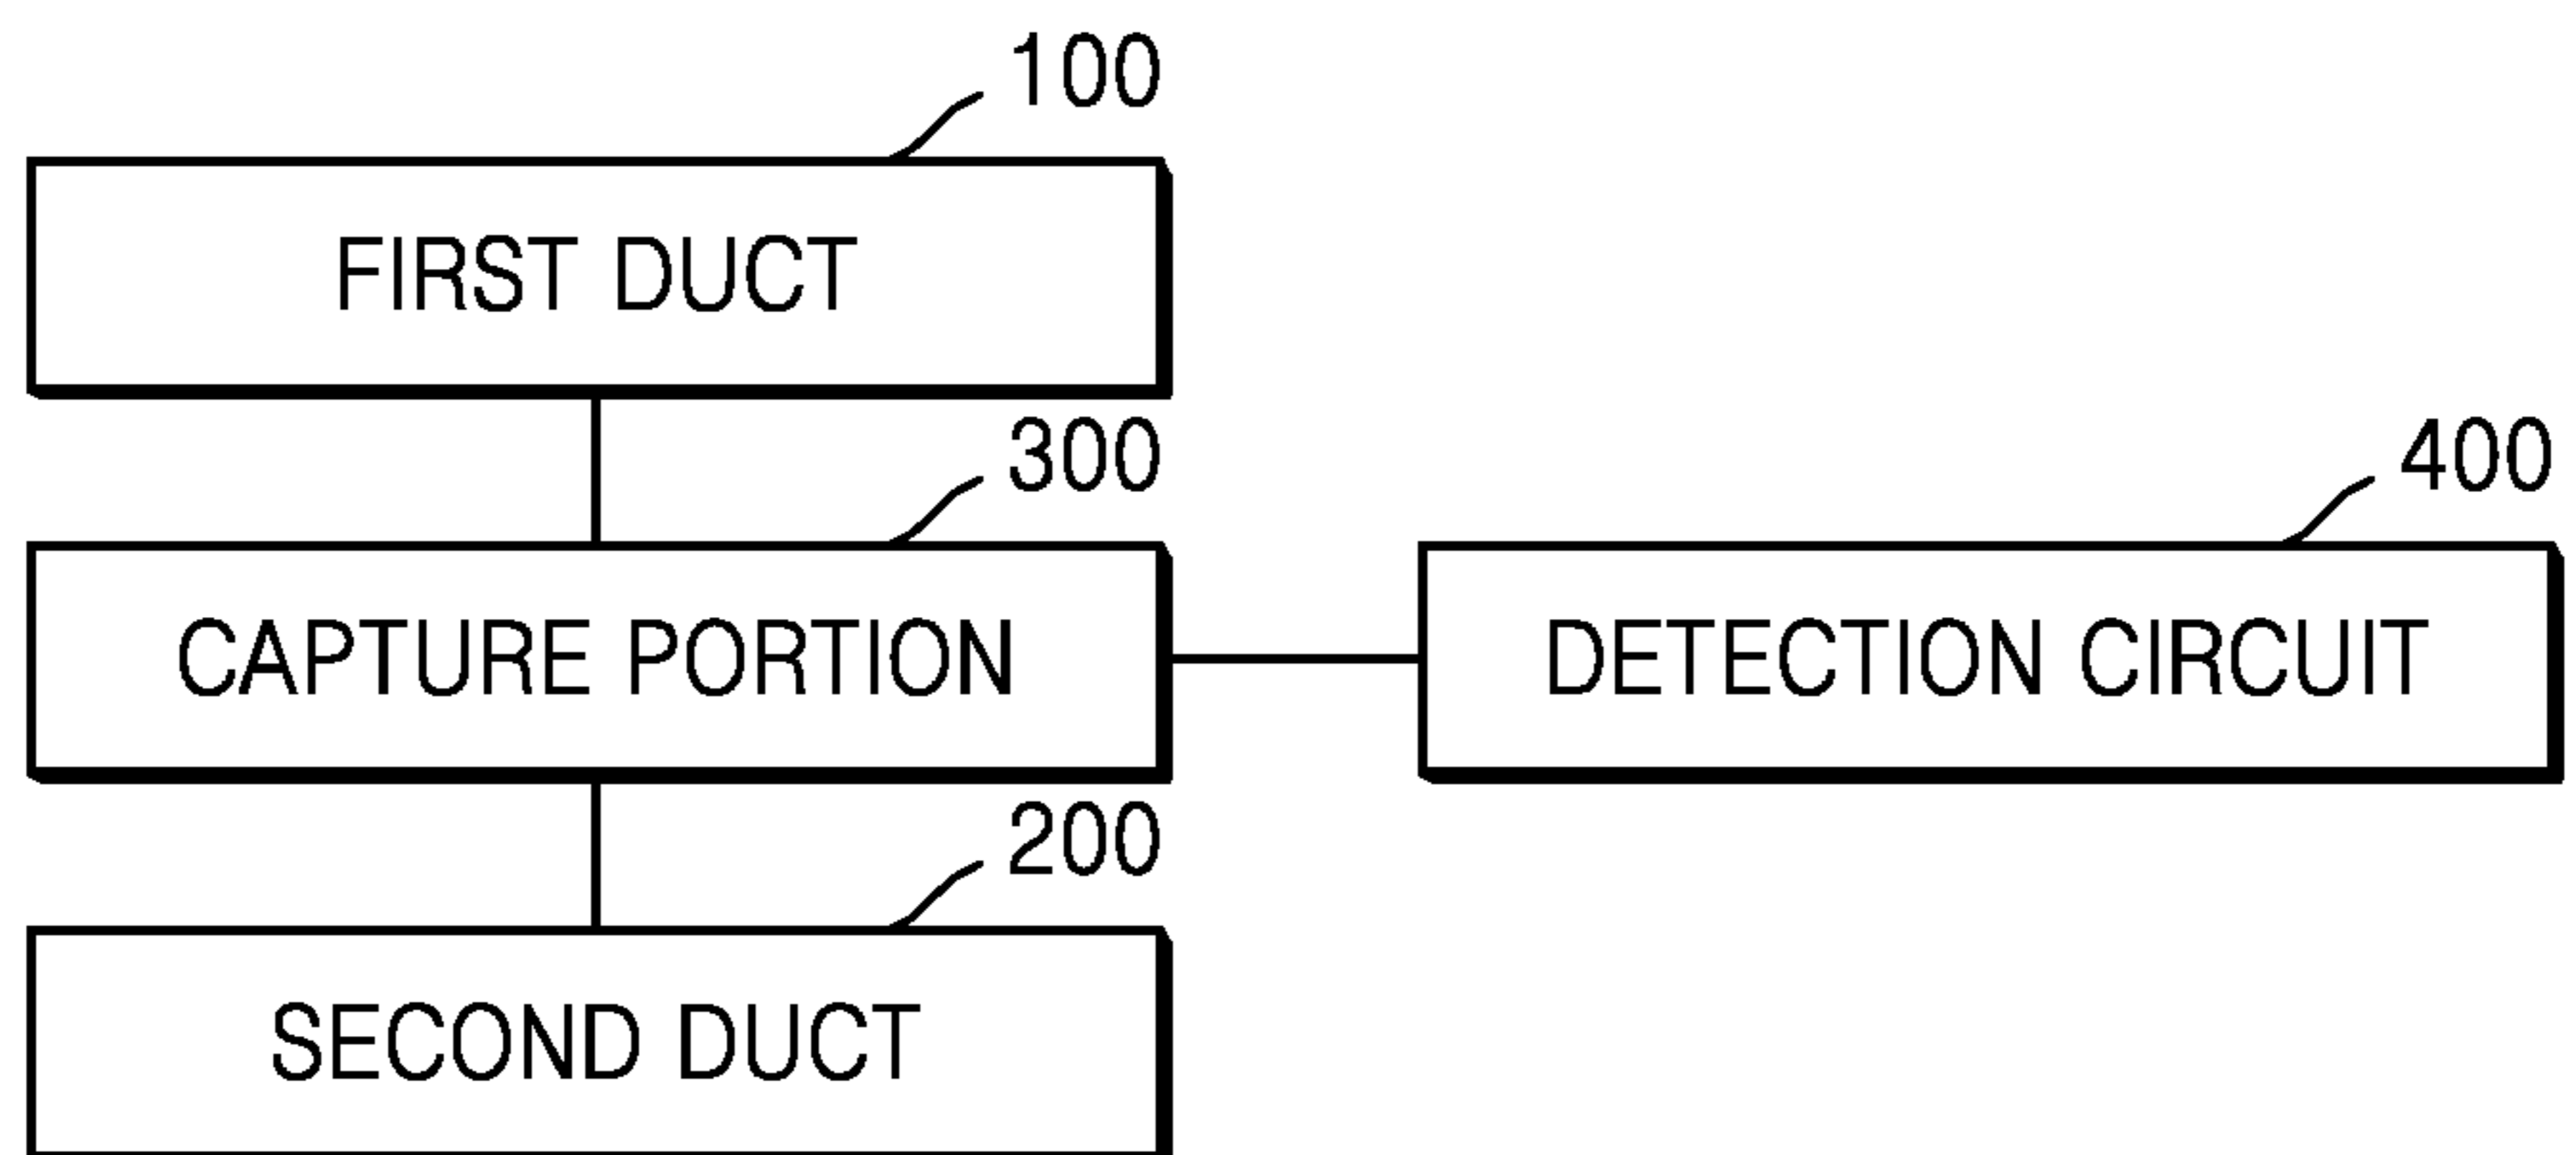 100
FIRST DUCT
300
CAPTURE PORTION
400
DETECTION CIRCUIT
200
SECOND DUCT